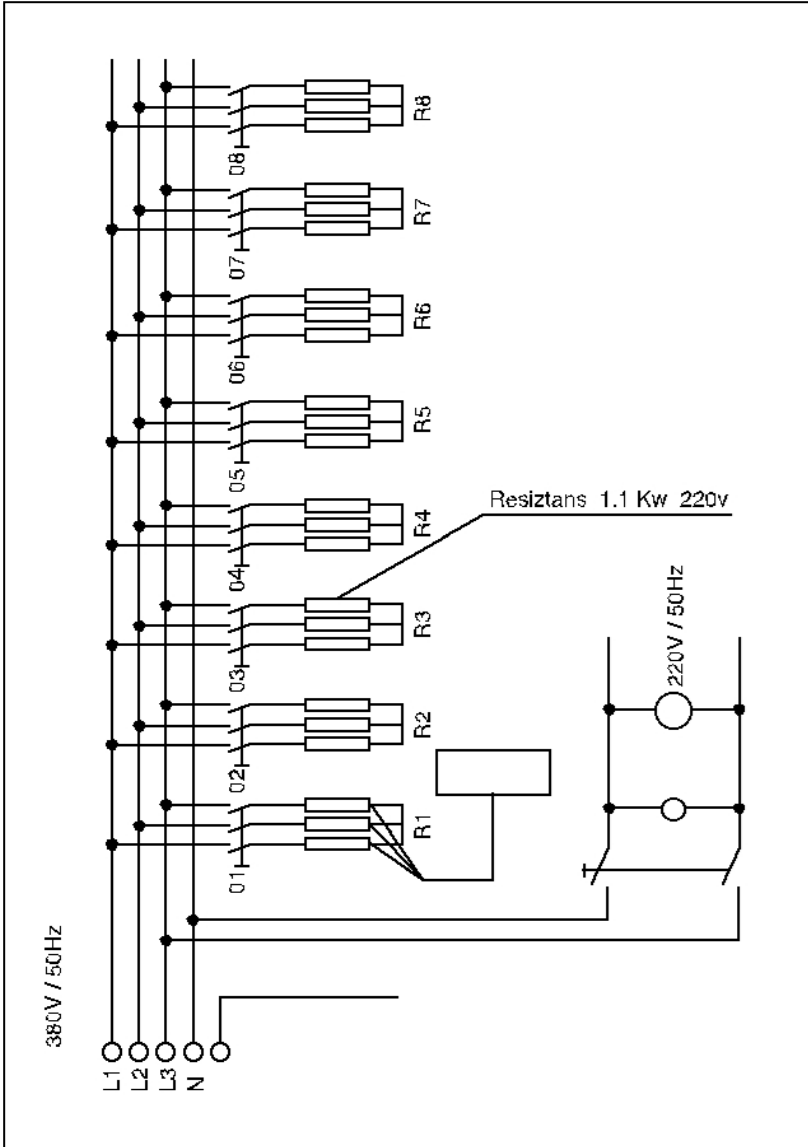 380V / 50Hz
L1
L2
L3
N
01
02
03
04
05
06
07
08
R1
R2
R3
R4
R5
R6
R7
R8
Resiztans 1.1 Kw 220v
220V / 50Hz